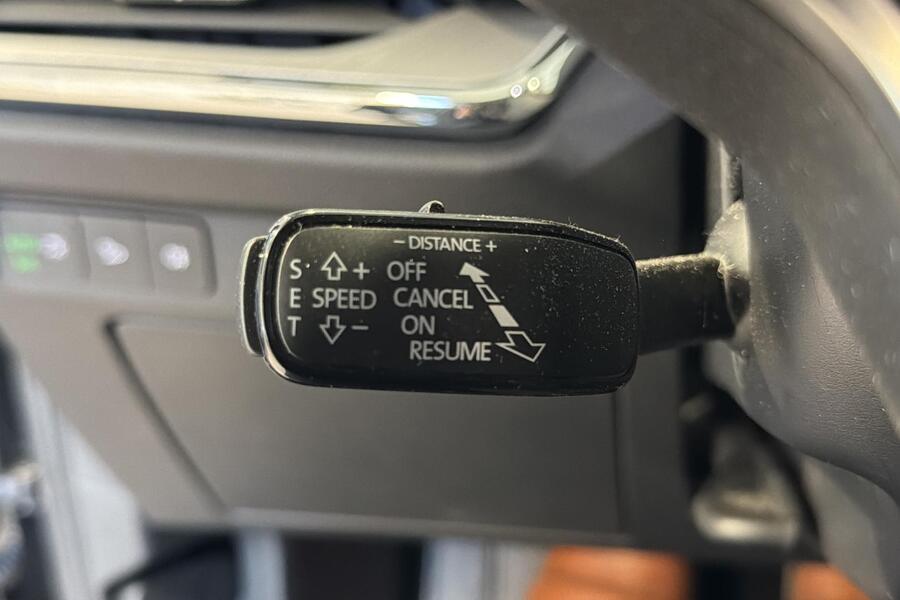 - DISTANCE +
S + OFF
E SPEED CANCEL
T - ON
RESUME